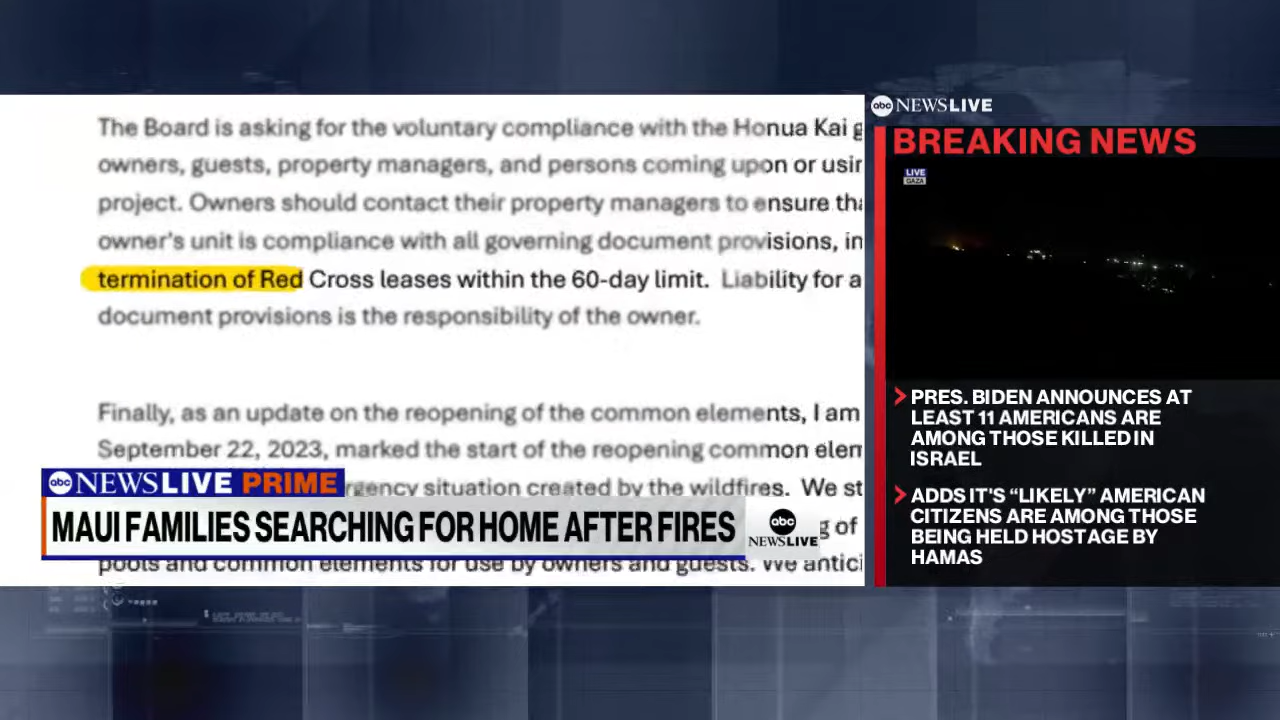 The Board is asking for the voluntary compliance with the Honua Kai
owners, guests, property managers, and persons coming upon or
project. Owners should contact their property managers to ensure
owner's unit is compliance with all governing document provisions,
termination of Red Cross leases within the 60-day limit. Liability for
document provisions is the responsibility of the owner.
Finally, as an update on the reopening of the common elements, I am
September 22, 2023, marked the start of the reopening common
situation created by the wildfires. We
of
pools and common elements for use by owners and guests. We
abc NEWS LIVE PRIME
MAUI FAMILIES SEARCHING FOR HOME AFTER FIRES
abc
NEWS LIVE
abc NEWS LIVE
BREAKING NEWS
LIVE
GAZA
PRES. BIDEN ANNOUNCES AT
LEAST 11 AMERICANS ARE
AMONG THOSE KILLED IN
ISRAEL
ADDS IT'S “LIKELY” AMERICAN
CITIZENS ARE AMONG THOSE
BEING HELD HOSTAGE BY
HAMAS